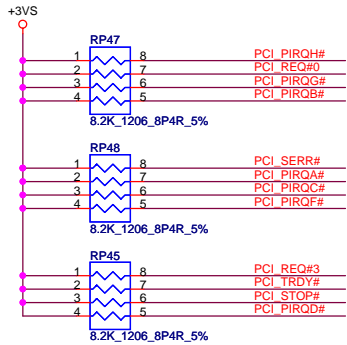 +3VS
RP47
1 8 PCI_PIRQH#
2 7 PCI_REQ#0
3 6 PCI_PIRQG#
4 5 PCI_PIRQB#
8.2K_1206_8P4R_5%
RP48
1 8 PCI_SERR#
2 7 PCI_PIRQA#
3 6 PCI_PIRQC#
4 5 PCI_PIRQF#
8.2K_1206_8P4R_5%
RP45
1 8 PCI_REQ#3
2 7 PCI_TRDY#
3 6 PCI_STOP#
4 5 PCI_PIRQD#
8.2K_1206_8P4R_5%